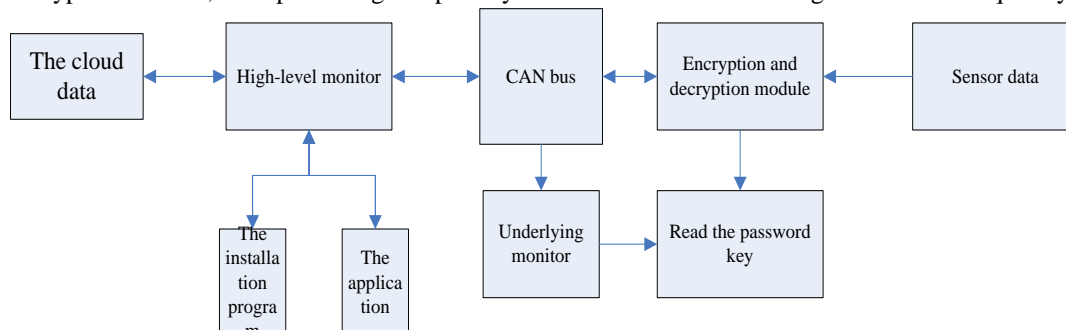 The cloud
data
High-level monitor
CAN bus
Encryption and
decryption module
Sensor data
The
installa
tion
progra
m
The
applica
tion
Underlying
monitor
Read the password
key